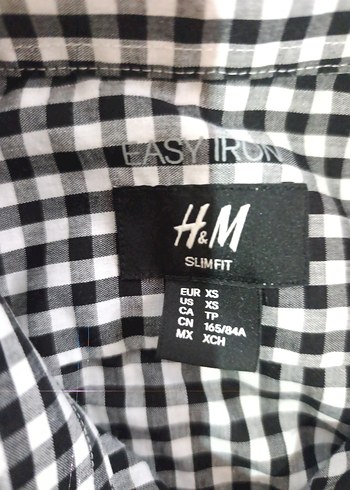 EASY IRON
H&M
SLIM FIT
EUR XS
US XS
CA TP
CN 165/84A
MX XCH